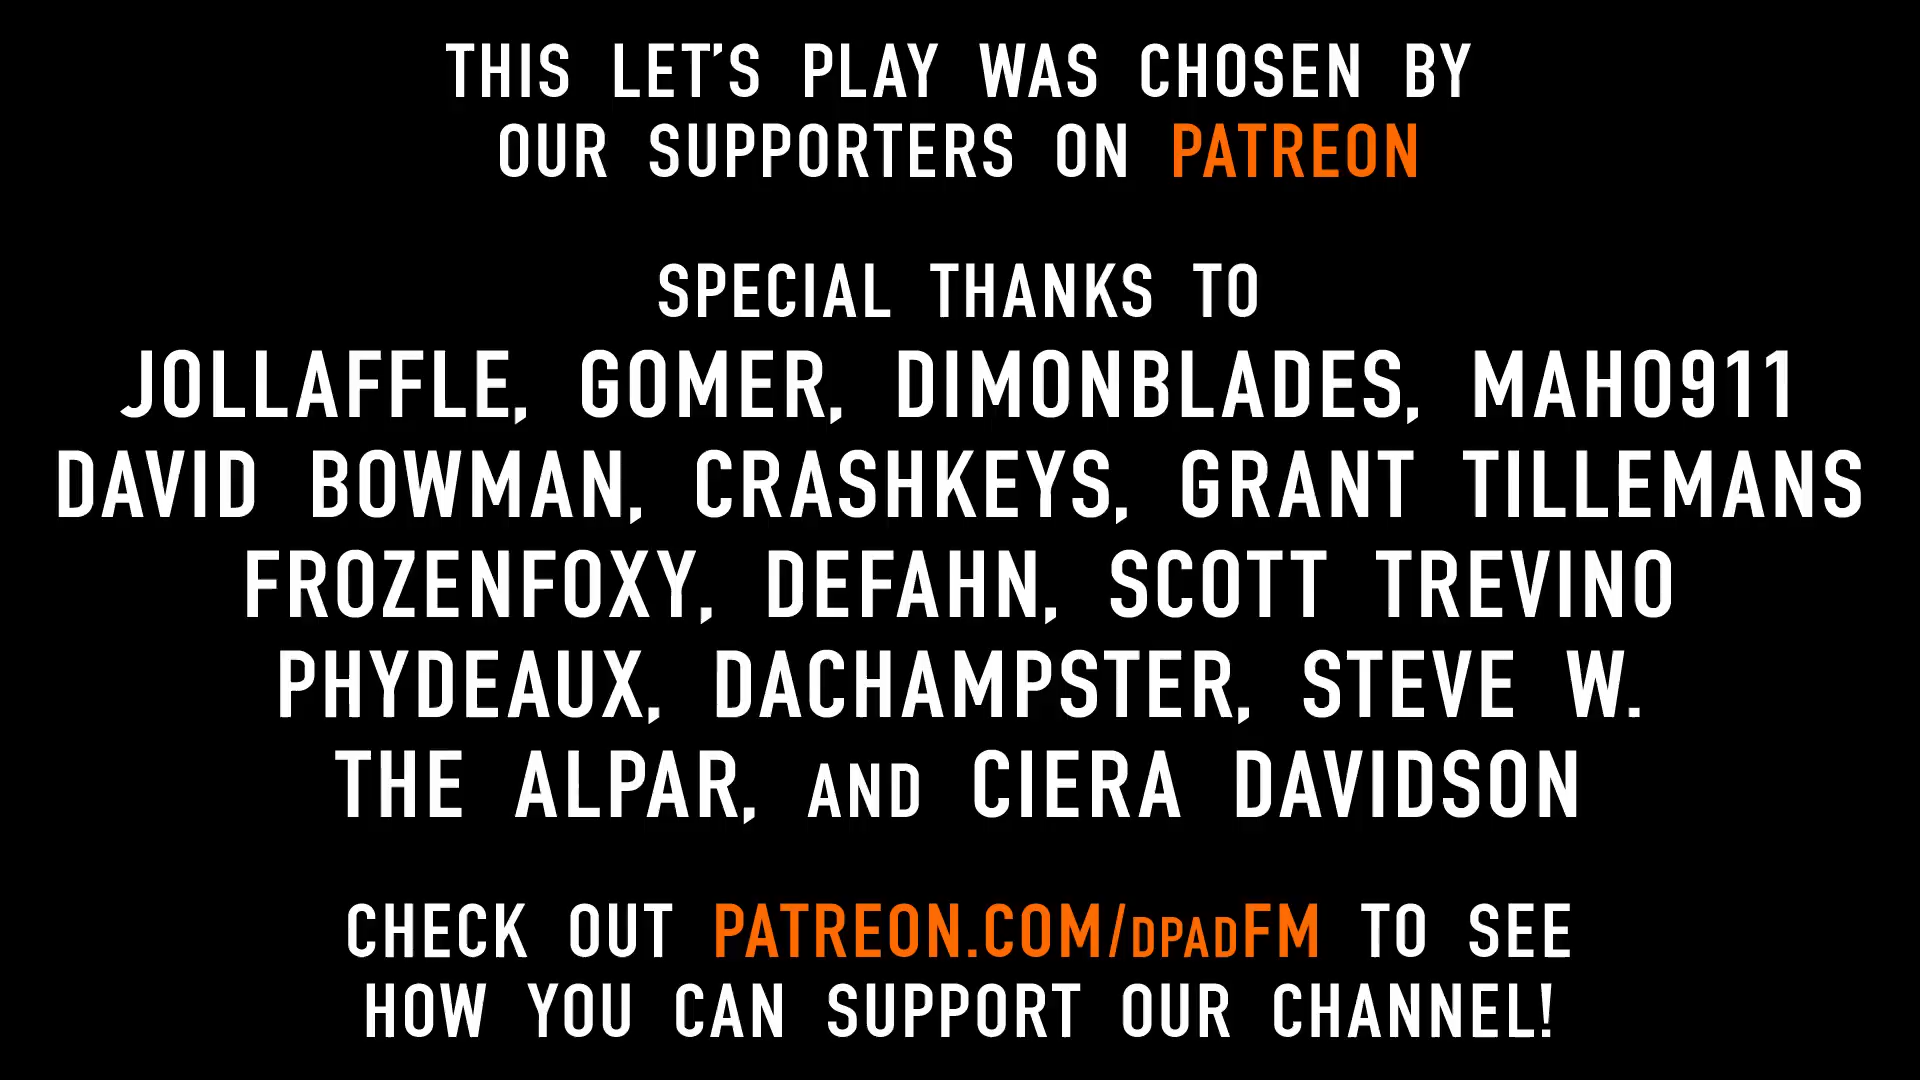 THIS LET'S PLAY WAS CHOSEN BY
OUR SUPPORTERS ON PATREON
SPECIAL THANKS TO
JOLLAFFLE, GOMER, DIMONBLADES, MAHO911
DAVID BOWMAN, CRASHKEYS, GRANT TILLEMANS
FROZENFOXY, DEFAHN, SCOTT TREVINO
PHYDEAUX, DACHAMPSTER, STEVE W.
THE ALPAR, AND CIERA DAVIDSON
CHECK OUT PATREON.COM/DPADFM TO SEE
HOW YOU CAN SUPPORT OUR CHANNEL!